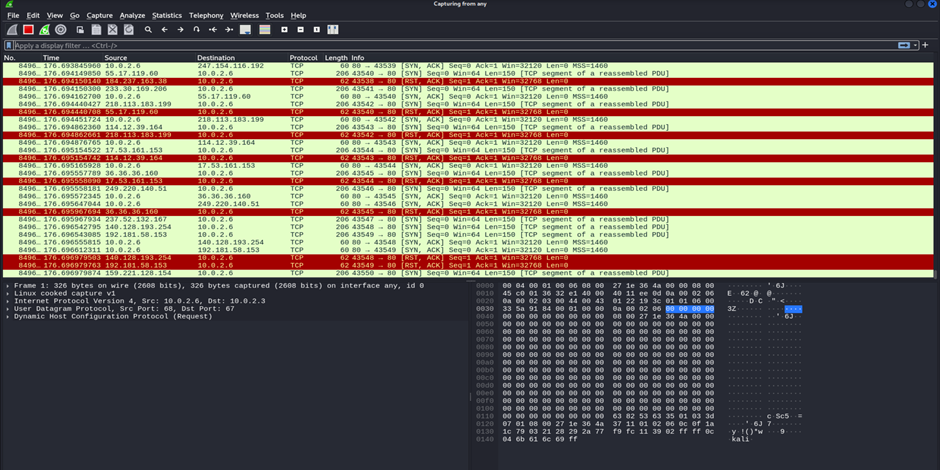 Capturing from any
File Edit View Go Capture Analyze Statistics Telephony Wireless Tools Help
Apply a display filter ... <Ctrl-/>
No. Time Source Destination Protocol Length Info
8496… 176.693845960 10.0.2.6 247.154.116.192 TCP 60 80 → 43539 [SYN, ACK] Seq=0 Ack=1 Win=32120 Len=0 MSS=1460
8496… 176.694149850 55.17.119.60 10.0.2.6 TCP 206 43540 → 80 [SYN] Seq=0 Win=64 Len=150 [TCP segment of a reassembled PDU]
8496… 176.694150140 184.237.163.38 10.0.2.6 TCP 62 43538 → 80 [RST, ACK] Seq=1 Ack=1 Win=32768 Len=0
8496… 176.694150300 233.30.169.206 10.0.2.6 TCP 206 43541 → 80 [SYN] Seq=0 Win=64 Len=150 [TCP segment of a reassembled PDU]
8496… 176.694162700 10.0.2.6 55.17.119.60 TCP 60 80 → 43540 [SYN, ACK] Seq=0 Ack=1 Win=32120 Len=0 MSS=1460
8496… 176.694440427 218.113.183.199 10.0.2.6 TCP 206 43542 → 80 [SYN] Seq=0 Win=64 Len=150 [TCP segment of a reassembled PDU]
8496… 176.694440708 55.17.119.60 10.0.2.6 TCP 62 43540 → 80 [RST, ACK] Seq=1 Ack=1 Win=32768 Len=0
8496… 176.694451724 10.0.2.6 218.113.183.199 TCP 60 80 → 43542 [SYN, ACK] Seq=0 Ack=1 Win=32120 Len=0 MSS=1460
8496… 176.694862360 114.12.39.164 10.0.2.6 TCP 206 43543 → 80 [SYN] Seq=0 Win=64 Len=150 [TCP segment of a reassembled PDU]
8496… 176.694862661 218.113.183.199 10.0.2.6 TCP 62 43542 → 80 [RST, ACK] Seq=1 Ack=1 Win=32768 Len=0
8496… 176.694876765 10.0.2.6 114.12.39.164 TCP 60 80 → 43543 [SYN, ACK] Seq=0 Ack=1 Win=32120 Len=0 MSS=1460
8496… 176.695154522 17.53.161.153 10.0.2.6 TCP 206 43544 → 80 [SYN] Seq=0 Win=64 Len=150 [TCP segment of a reassembled PDU]
8496… 176.695154742 114.12.39.164 10.0.2.6 TCP 62 43543 → 80 [RST, ACK] Seq=1 Ack=1 Win=32768 Len=0
8496… 176.695165928 10.0.2.6 17.53.161.153 TCP 60 80 → 43544 [SYN, ACK] Seq=0 Ack=1 Win=32120 Len=0 MSS=1460
8496… 176.695557789 36.36.36.160 10.0.2.6 TCP 206 43545 → 80 [SYN] Seq=0 Win=64 Len=150 [TCP segment of a reassembled PDU]
8496… 176.695558090 17.53.161.153 10.0.2.6 TCP 62 43544 → 80 [RST, ACK] Seq=1 Ack=1 Win=32768 Len=0
8496… 176.695558181 249.220.140.51 10.0.2.6 TCP 206 43546 → 80 [SYN] Seq=0 Win=64 Len=150 [TCP segment of a reassembled PDU]
8496… 176.695572345 10.0.2.6 36.36.36.160 TCP 60 80 → 43545 [SYN, ACK] Seq=0 Ack=1 Win=32120 Len=0 MSS=1460
8496… 176.695647044 10.0.2.6 249.220.140.51 TCP 60 80 → 43546 [SYN, ACK] Seq=0 Ack=1 Win=32120 Len=0 MSS=1460
8496… 176.695967694 36.36.36.160 10.0.2.6 TCP 62 43545 → 80 [RST, ACK] Seq=1 Ack=1 Win=32768 Len=0
8496… 176.695967934 237.52.132.167 10.0.2.6 TCP 206 43547 → 80 [SYN] Seq=0 Win=64 Len=150 [TCP segment of a reassembled PDU]
8496… 176.696542795 140.128.193.254 10.0.2.6 TCP 206 43548 → 80 [SYN] Seq=0 Win=64 Len=150 [TCP segment of a reassembled PDU]
8496… 176.696543085 192.181.58.153 10.0.2.6 TCP 206 43549 → 80 [SYN] Seq=0 Win=64 Len=150 [TCP segment of a reassembled PDU]
8496… 176.696555815 10.0.2.6 140.128.193.254 TCP 60 80 → 43548 [SYN, ACK] Seq=0 Ack=1 Win=32120 Len=0 MSS=1460
8496… 176.696612311 10.0.2.6 192.181.58.153 TCP 60 80 → 43549 [SYN, ACK] Seq=0 Ack=1 Win=32120 Len=0 MSS=1460
8496… 176.696979503 140.128.193.254 10.0.2.6 TCP 62 43548 → 80 [RST, ACK] Seq=1 Ack=1 Win=32768 Len=0
8496… 176.696979763 192.181.58.153 10.0.2.6 TCP 62 43549 → 80 [RST, ACK] Seq=1 Ack=1 Win=32768 Len=0
8496… 176.696979874 159.221.128.154 10.0.2.6 TCP 206 43550 → 80 [SYN] Seq=0 Win=64 Len=150 [TCP segment of a reassembled PDU]
Frame 1: 326 bytes on wire (2608 bits), 326 bytes captured (2608 bits) on interface any, id 0
Linux cooked capture v1
Internet Protocol Version 4, Src: 10.0.2.6, Dst: 10.0.2.3
User Datagram Protocol, Src Port: 68, Dst Port: 67
Dynamic Host Configuration Protocol (Request)
0000 00 04 00 01 00 06 08 00 27 1e 36 4a 00 00 08 00
0010 45 c0 01 36 32 e1 40 00 40 11 ee 0d 0a 00 02 06
0020 0a 00 02 03 00 44 00 43 01 22 19 3c 01 01 06 00
0030 33 5a 91 84 00 01 00 00 0a 00 02 06 00 00 00 00
0040 00 00 00 00 00 00 00 00 08 00 27 1e 36 4a 00 00
0050 00 00 00 00 00 00 00 00 00 00 00 00 00 00 00 00
0060 00 00 00 00 00 00 00 00 00 00 00 00 00 00 00 00
0070 00 00 00 00 00 00 00 00 00 00 00 00 00 00 00 00
0080 00 00 00 00 00 00 00 00 00 00 00 00 00 00 00 00
0090 00 00 00 00 00 00 00 00 00 00 00 00 00 00 00 00
00a0 00 00 00 00 00 00 00 00 00 00 00 00 00 00 00 00
00b0 00 00 00 00 00 00 00 00 00 00 00 00 00 00 00 00
00c0 00 00 00 00 00 00 00 00 00 00 00 00 00 00 00 00
00d0 00 00 00 00 00 00 00 00 00 00 00 00 00 00 00 00
00e0 00 00 00 00 00 00 00 00 00 00 00 00 00 00 00 00
00f0 00 00 00 00 00 00 00 00 00 00 00 00 00 00 00 00
0100 00 00 00 00 00 00 00 00 00 00 00 00 00 00 00 00
0110 00 00 00 00 00 00 00 00 63 82 53 63 35 01 03 3d
0120 07 01 08 00 27 1e 36 4a 37 11 01 02 06 0c 0f 1a
0130 1c 79 03 21 28 29 2a 77 f9 fc 11 39 02 ff ff 0c
0140 04 6b 61 6c 69 ff
kali